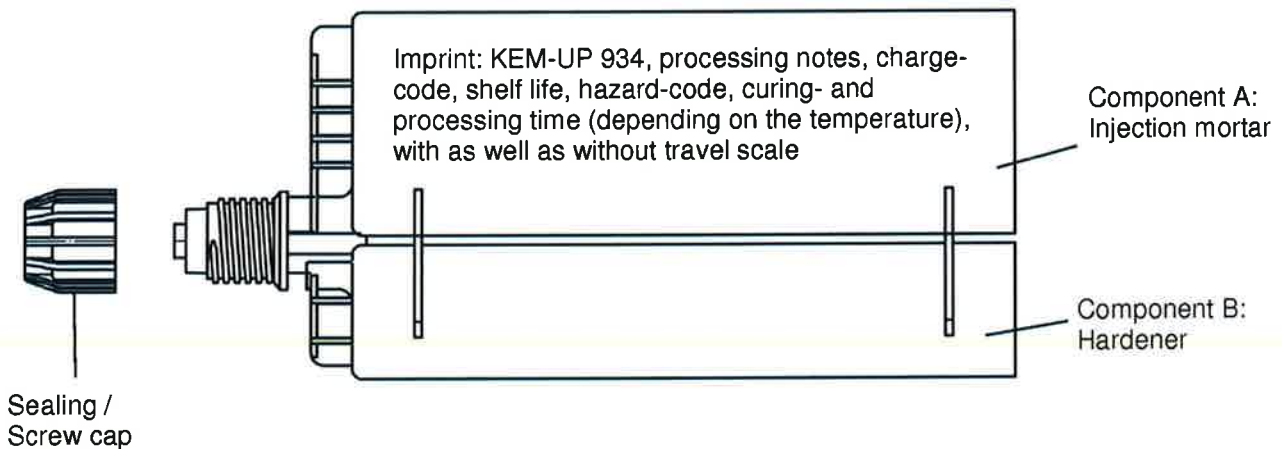 Imprint: KEM-UP 934, processing notes, charge-
code, shelf life, hazard-code, curing- and
processing time (depending on the temperature),
with as well as without travel scale
Component A:
Injection mortar
Component B:
Hardener
Sealing /
Screw cap